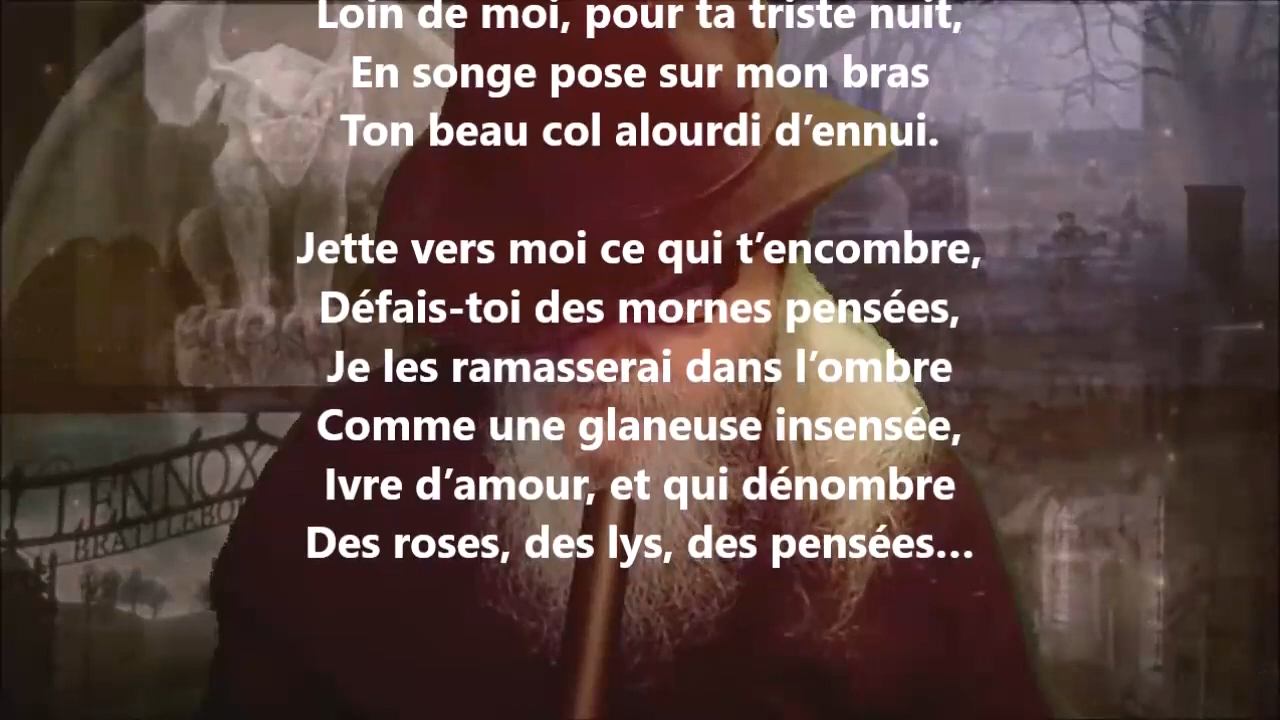 Loin de moi, pour ta triste nuit,
En songe pose sur mon bras
Ton beau col alourdi d’ennui.
Jette vers moi ce qui t’encombre,
Défais-toi des mornes pensées,
Je les ramasserai dans l’ombre
Comme une glaneuse insensée,
Ivre d’amour, et qui dénombre
Des roses, des lys, des pensées…
LENNOX